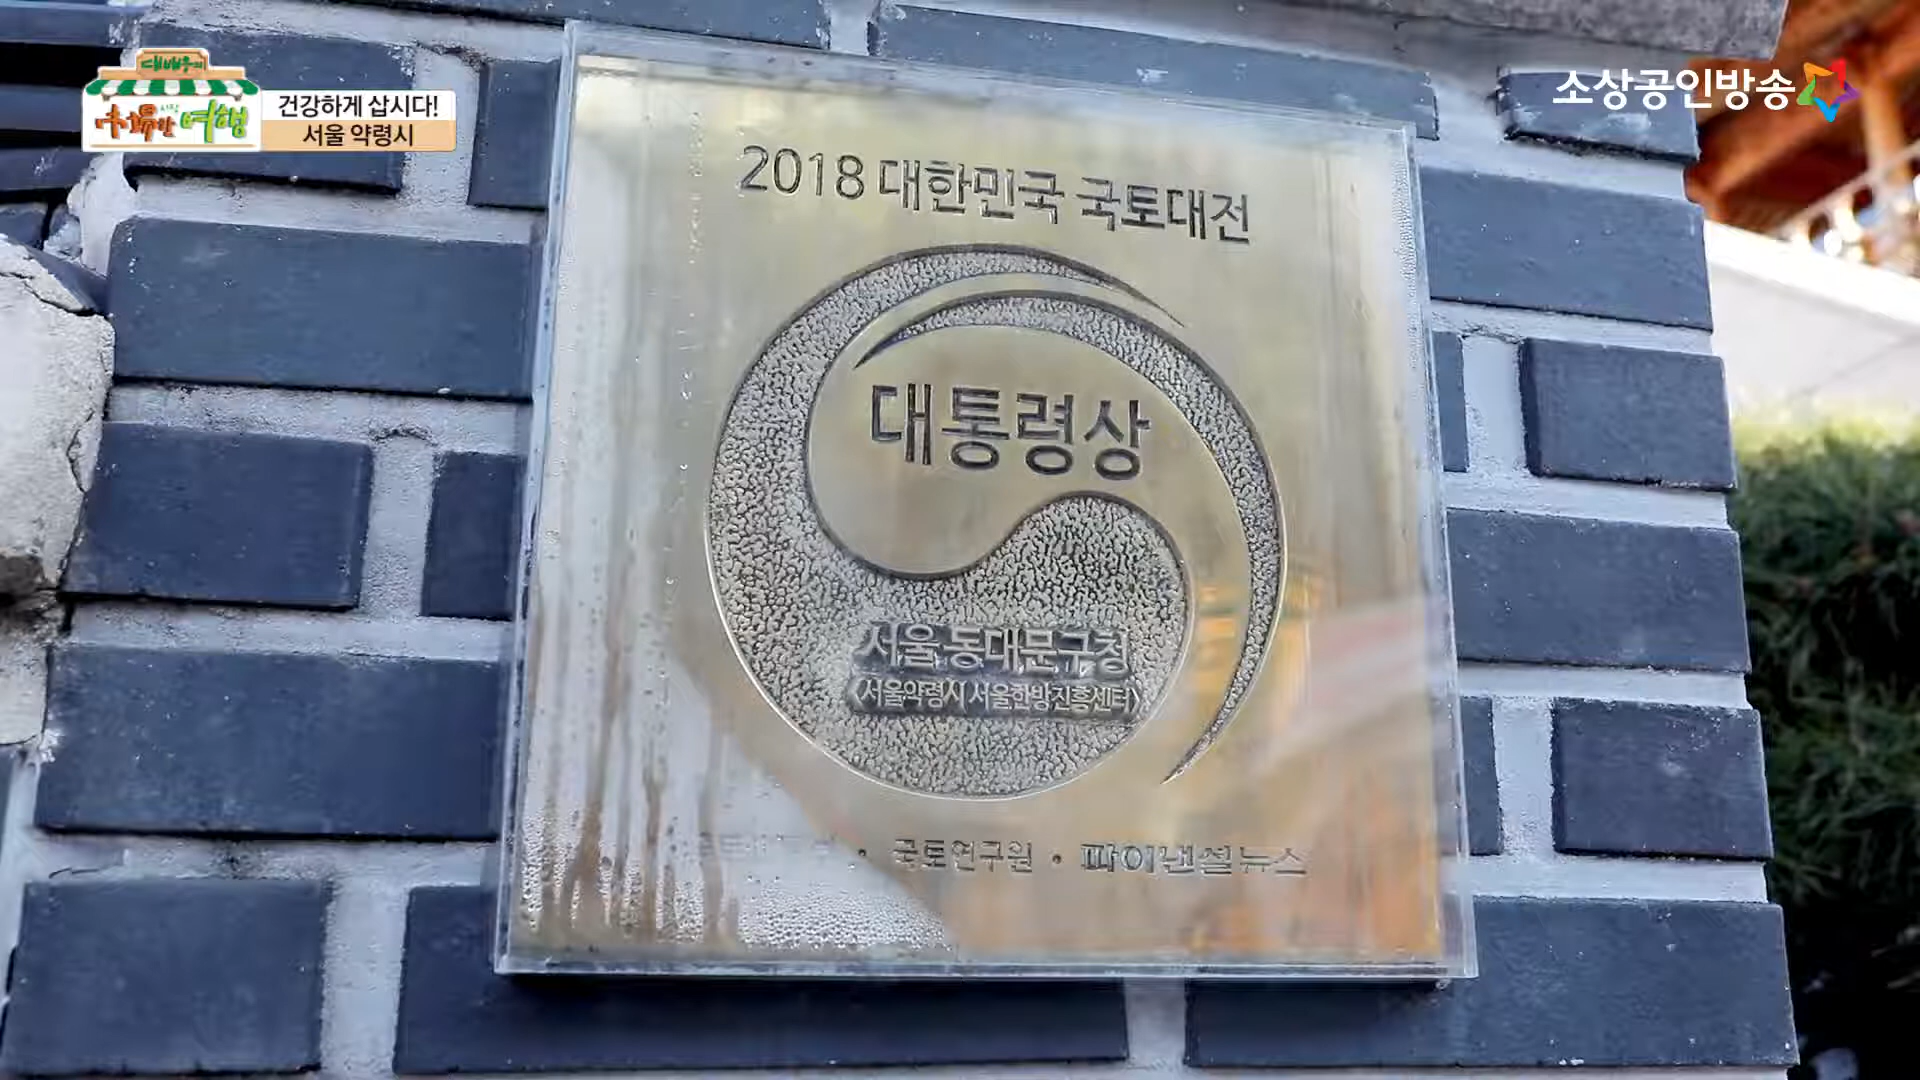 대배우의
시장
여행
건강하게 삽시다!
서울 약령시
소상공인방송
2018 대한민국 국토대전
대통령상
서울 동대문구청
<서울약령시 서울한방진흥센터>
· 국토연구원 · 파이낸셜뉴스